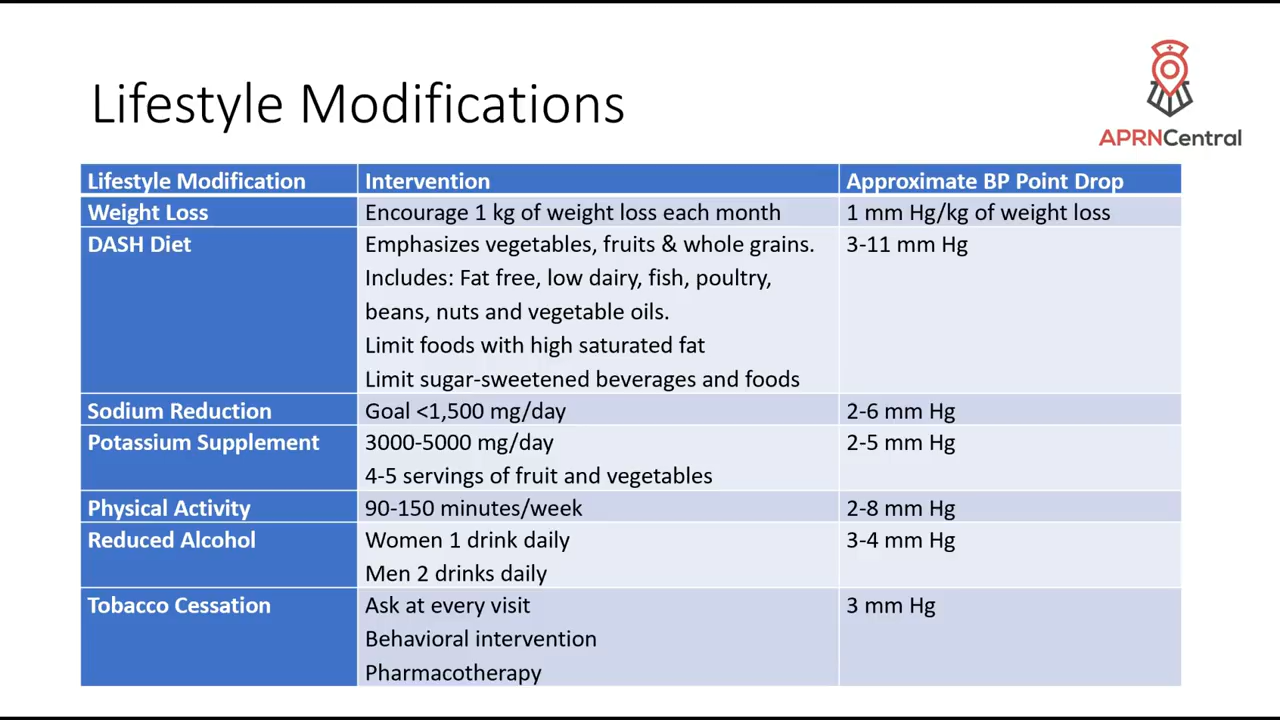 Lifestyle Modifications
APRNCentral
Lifestyle Modification Intervention Approximate BP Point Drop
Weight Loss Encourage 1 kg of weight loss each month 1 mm Hg/kg of weight loss
DASH Diet Emphasizes vegetables, fruits & whole grains. 3-11 mm Hg
Includes: Fat free, low dairy, fish, poultry,
beans, nuts and vegetable oils.
Limit foods with high saturated fat
Limit sugar-sweetened beverages and foods
Sodium Reduction Goal <1,500 mg/day 2-6 mm Hg
Potassium Supplement 3000-5000 mg/day 2-5 mm Hg
4-5 servings of fruit and vegetables
Physical Activity 90-150 minutes/week 2-8 mm Hg
Reduced Alcohol Women 1 drink daily 3-4 mm Hg
Men 2 drinks daily
Tobacco Cessation Ask at every visit 3 mm Hg
Behavioral intervention
Pharmacotherapy